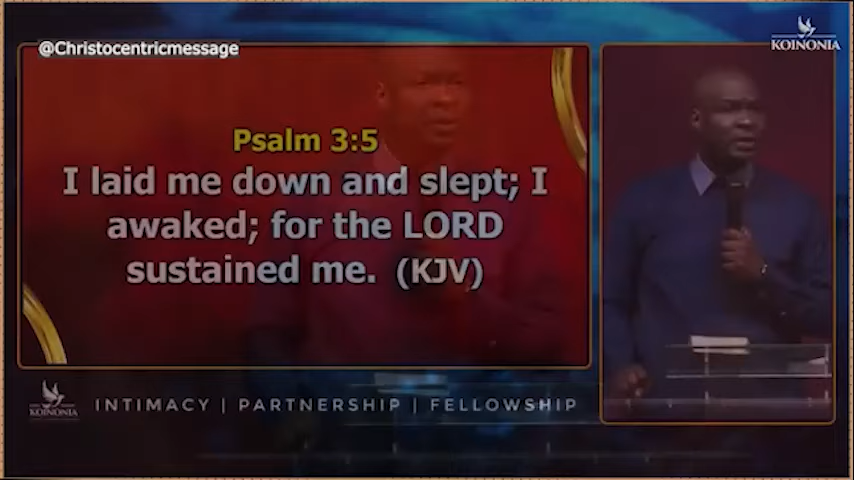 @Christocentricmessage
KOINONIA
Psalm 3:5
I laid me down and slept; I
awaked; for the LORD
sustained me. (KJV)
KOINONIA
INTIMACY | PARTNERSHIP | FELLOWSHIP